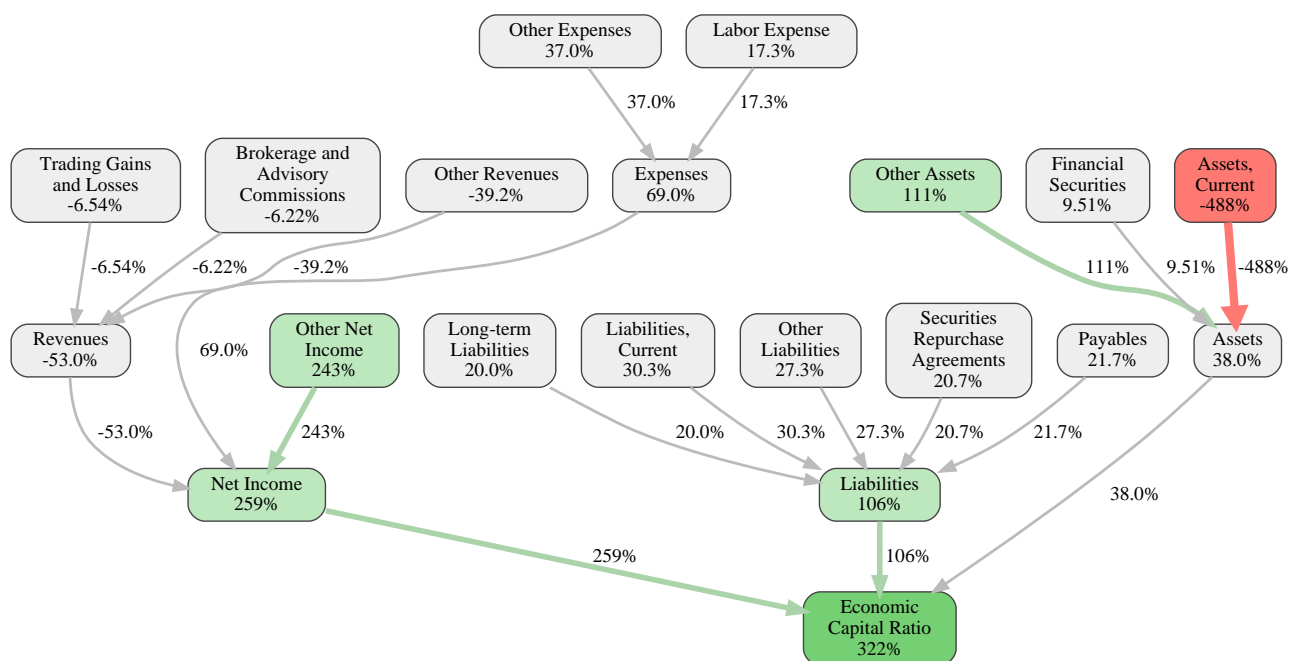 Other Expenses
37.0%
Labor Expense
17.3%
37.0%
17.3%
Trading Gains
and Losses
-6.54%
Brokerage and
Advisory
Commissions
-6.22%
Other Revenues
-39.2%
Expenses
69.0%
Other Assets
111%
Financial
Securities
9.51%
Assets,
Current
-488%
-6.54%
-6.22%
-39.2%
111%
9.51%
-488%
Revenues
-53.0%
69.0%
Other Net
Income
243%
Long-term
Liabilities
20.0%
Liabilities,
Current
30.3%
Other
Liabilities
27.3%
Securities
Repurchase
Agreements
20.7%
Payables
21.7%
Assets
38.0%
-53.0%
243%
20.0%
30.3%
27.3%
20.7%
21.7%
Net Income
259%
Liabilities
106%
38.0%
259%
106%
Economic
Capital Ratio
322%